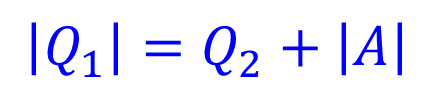 |Q₁| = Q₂ + |A|